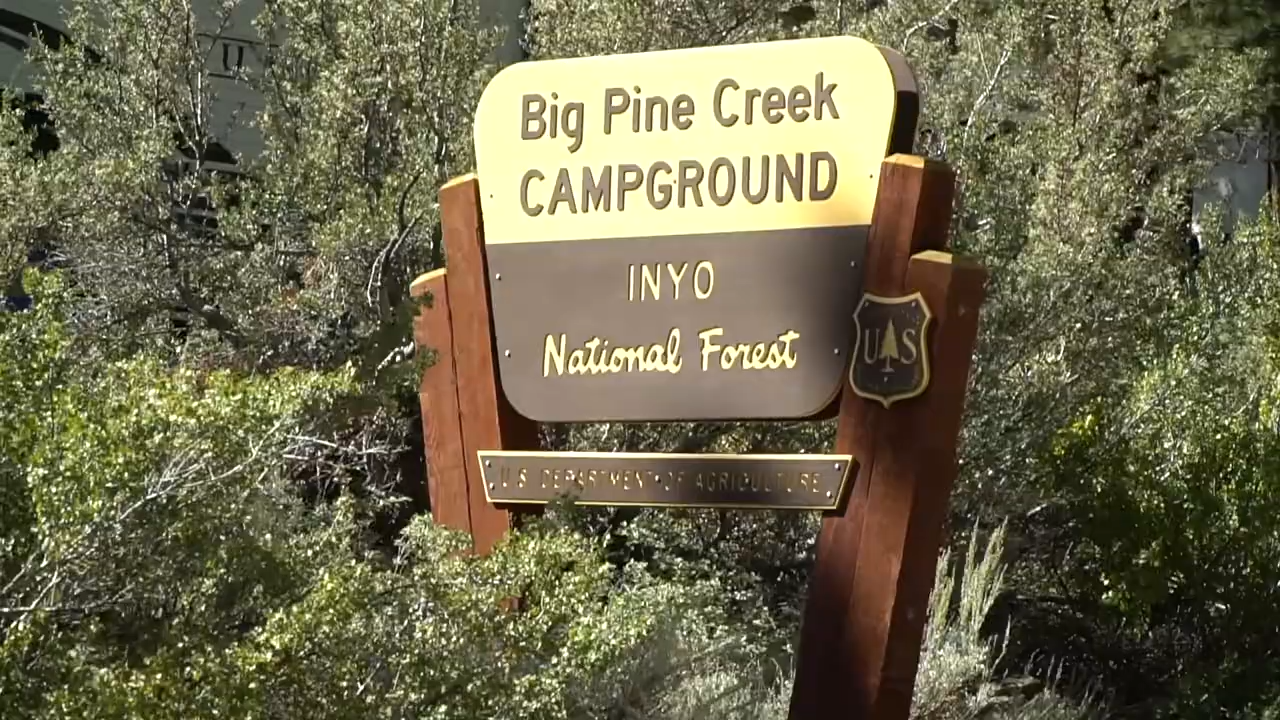 Big Pine Creek
CAMPGROUND
INYO
National Forest
US
U.S. DEPARTMENT OF AGRICULTURE